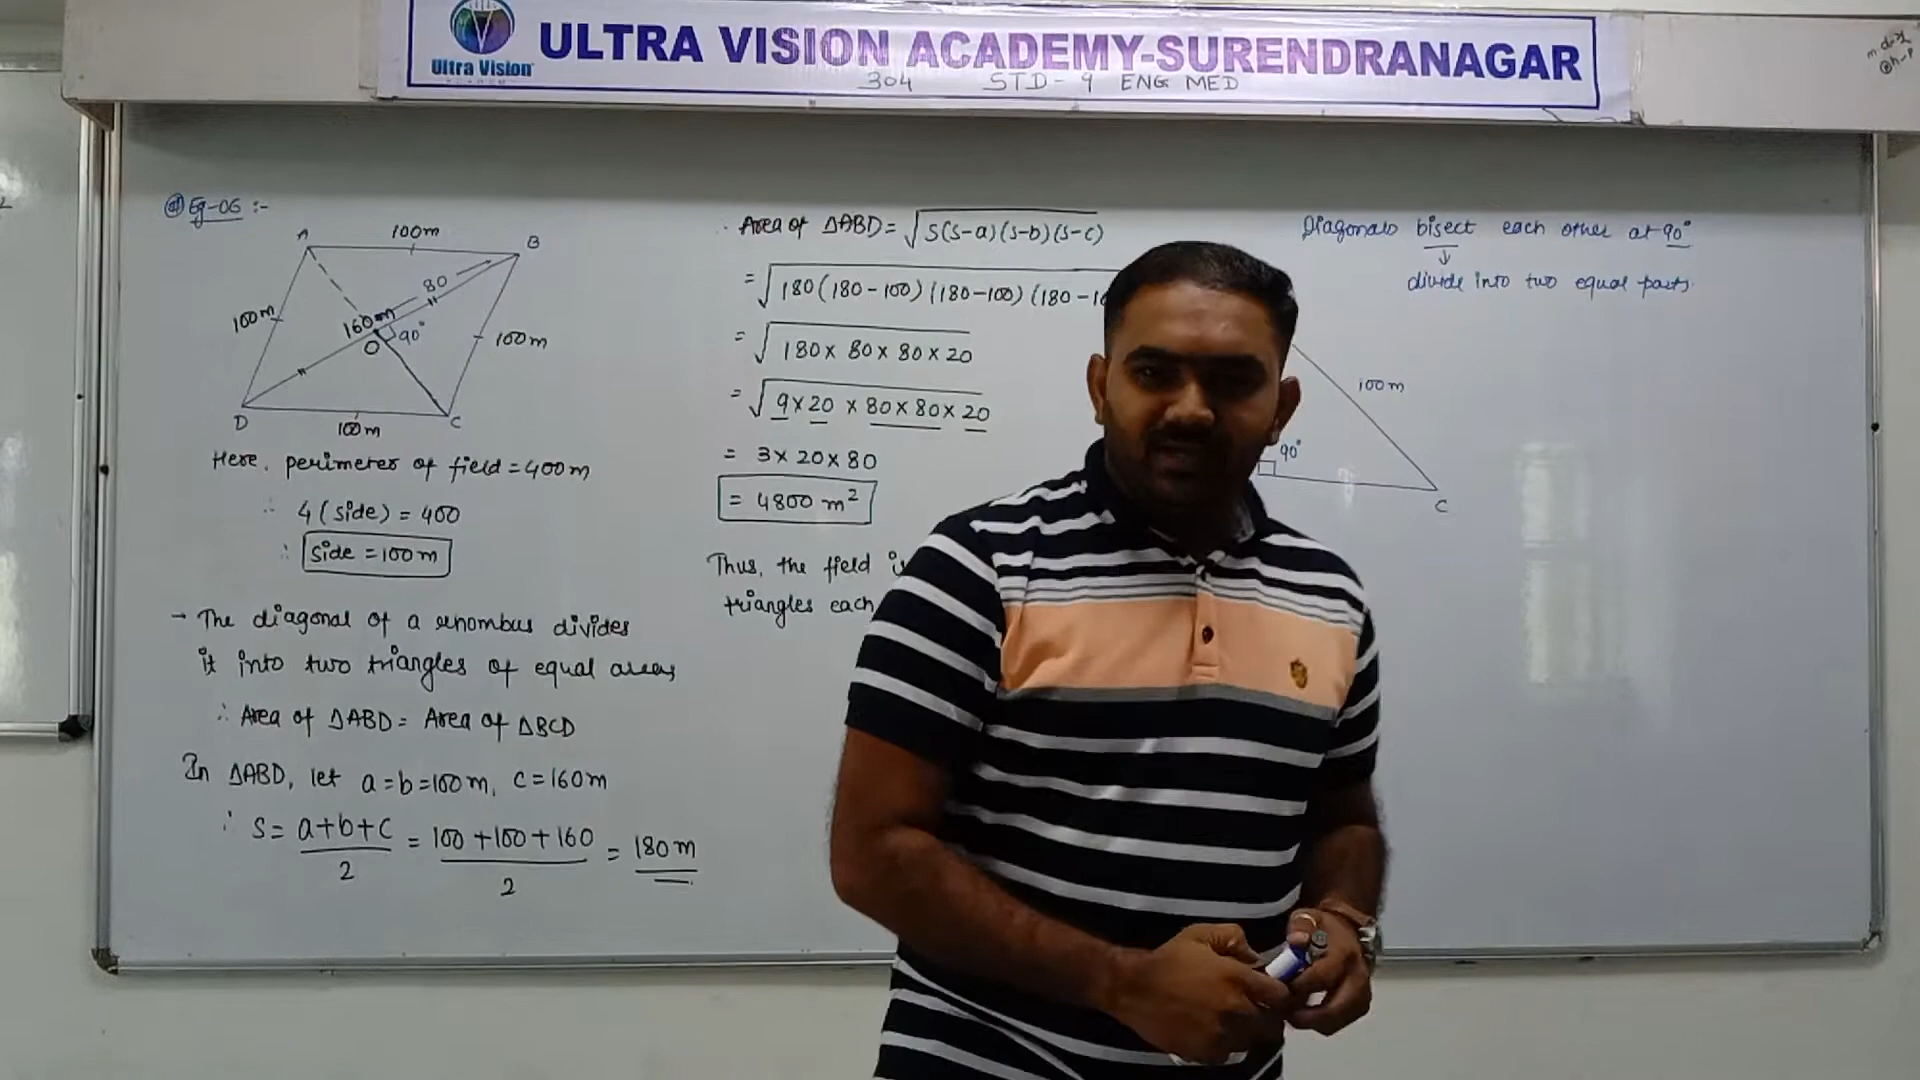 Ultra Vision
ULTRA VISION ACADEMY-SURENDRANAGAR
304 STD-9 ENG MED
Eg-06 :-
A
100m
B
80
100m
160m
90°
O
100m
D
100m
C
Here, perimeter of field = 400m
∴ 4(side) = 400
∴ side = 100m
→ The diagonal of a rhombus divides
it into two triangles of equal areas
∴ Area of ΔABD = Area of ΔBCD
In ΔABD, let a=b=100m, c=160m
∴ s = a+b+c/2 = 100+100+160/2 = 180m
∴ Area of ΔABD = √s(s-a)(s-b)(s-c)
= √180(180-100)(180-100)(180-1
= √180×80×80×20
= √9×20×80×80×20
= 3×20×80
= 4800 m²
Thus, the field
triangles each
Diagonals bisect each other at 90°
↓
divide into two equal parts.
100m
90°
C